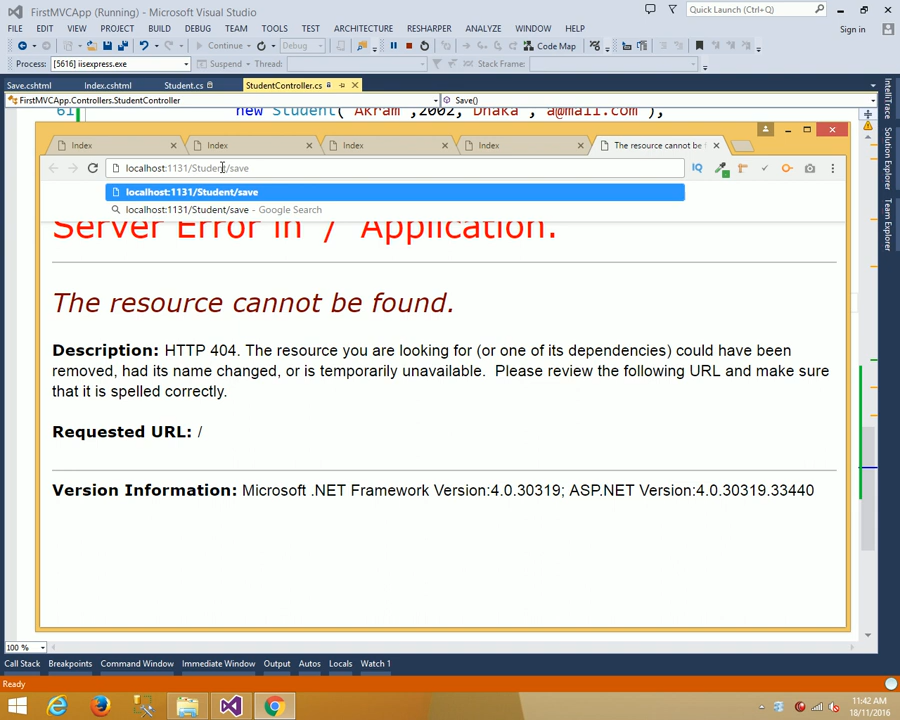 FirstMVCApp (Running) - Microsoft Visual Studio
Quick Launch (Ctrl+Q)
FILE EDIT VIEW PROJECT BUILD DEBUG TEAM TOOLS TEST ARCHITECTURE RESHARPER ANALYZE WINDOW HELP Sign in
Continue Debug Code Map
Process: [5616] iisexpress.exe Suspend Thread: Stack Frame:
Save.cshtml Index.cshtml Student.cs StudentController.cs
FirstMVCApp.Controllers.StudentController Save()
61 new Student("Akram",2002,"Dhaka", "a@mail.com"),
Index Index Index Index The resource cannot be f
localhost:1131/Student/save
IQ
localhost:1131/Student/save
localhost:1131/Student/save - Google Search
Server Error in '/' Application.
The resource cannot be found.
Description: HTTP 404. The resource you are looking for (or one of its dependencies) could have been
removed, had its name changed, or is temporarily unavailable. Please review the following URL and make sure
that it is spelled correctly.
Requested URL: /
Version Information: Microsoft .NET Framework Version:4.0.30319; ASP.NET Version:4.0.30319.33440
IntelliTrace
Solution Explorer
Team Explorer
100 %
Call Stack Breakpoints Command Window Immediate Window Output Autos Locals Watch 1
Ready
11:42 AM
18/11/2016